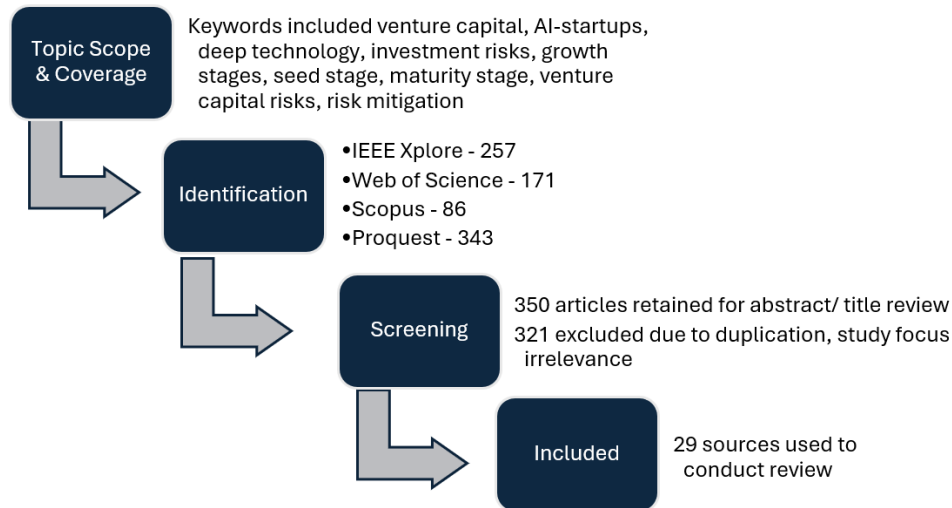 Topic Scope
& Coverage
Keywords included venture capital, AI-startups,
deep technology, investment risks, growth
stages, seed stage, maturity stage, venture
capital risks, risk mitigation
Identification
•IEEE Xplore - 257
•Web of Science - 171
•Scopus - 86
•Proquest - 343
Screening
350 articles retained for abstract/ title review
321 excluded due to duplication, study focus
irrelevance
Included
29 sources used to
conduct review